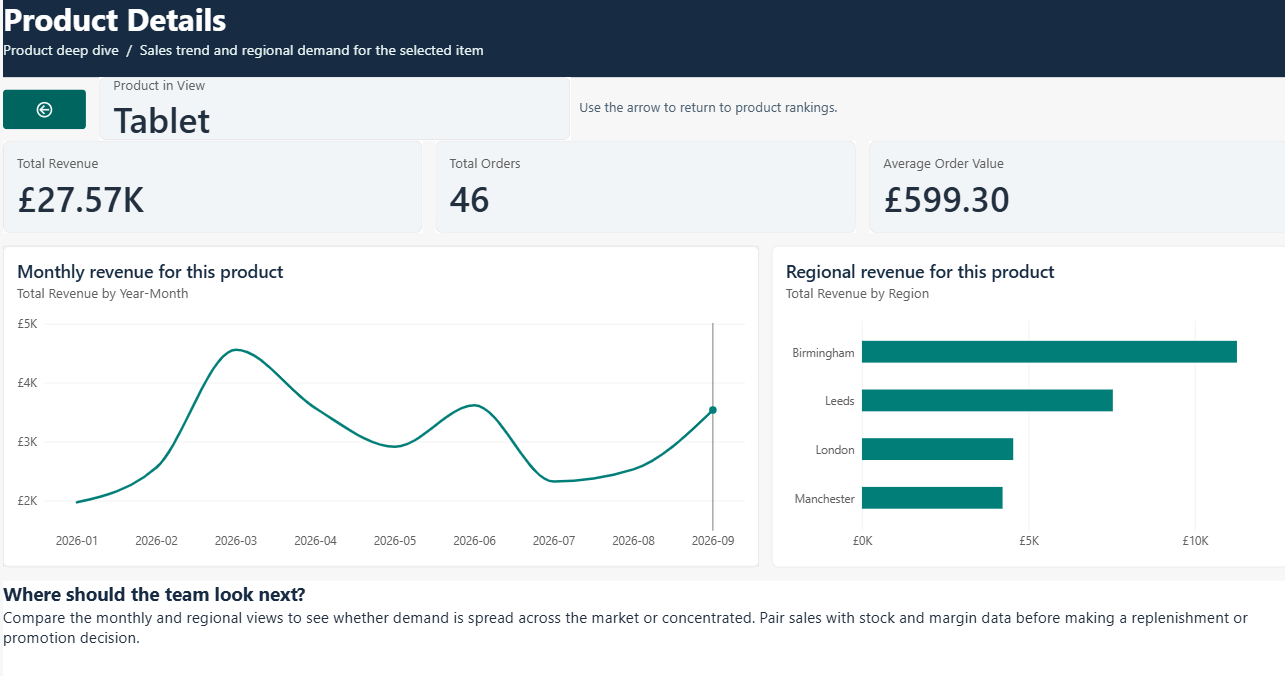 Product Details
Product deep dive / Sales trend and regional demand for the selected item
Product in View
Tablet
Use the arrow to return to product rankings.
Total Revenue
£27.57K
Total Orders
46
Average Order Value
£599.30
Monthly revenue for this product
Total Revenue by Year-Month
£5K
£4K
£3K
£2K
2026-01 2026-02 2026-03 2026-04 2026-05 2026-06 2026-07 2026-08 2026-09
Regional revenue for this product
Total Revenue by Region
Birmingham
Leeds
London
Manchester
£0K £5K £10K
Where should the team look next?
Compare the monthly and regional views to see whether demand is spread across the market or concentrated. Pair sales with stock and margin data before making a replenishment or
promotion decision.